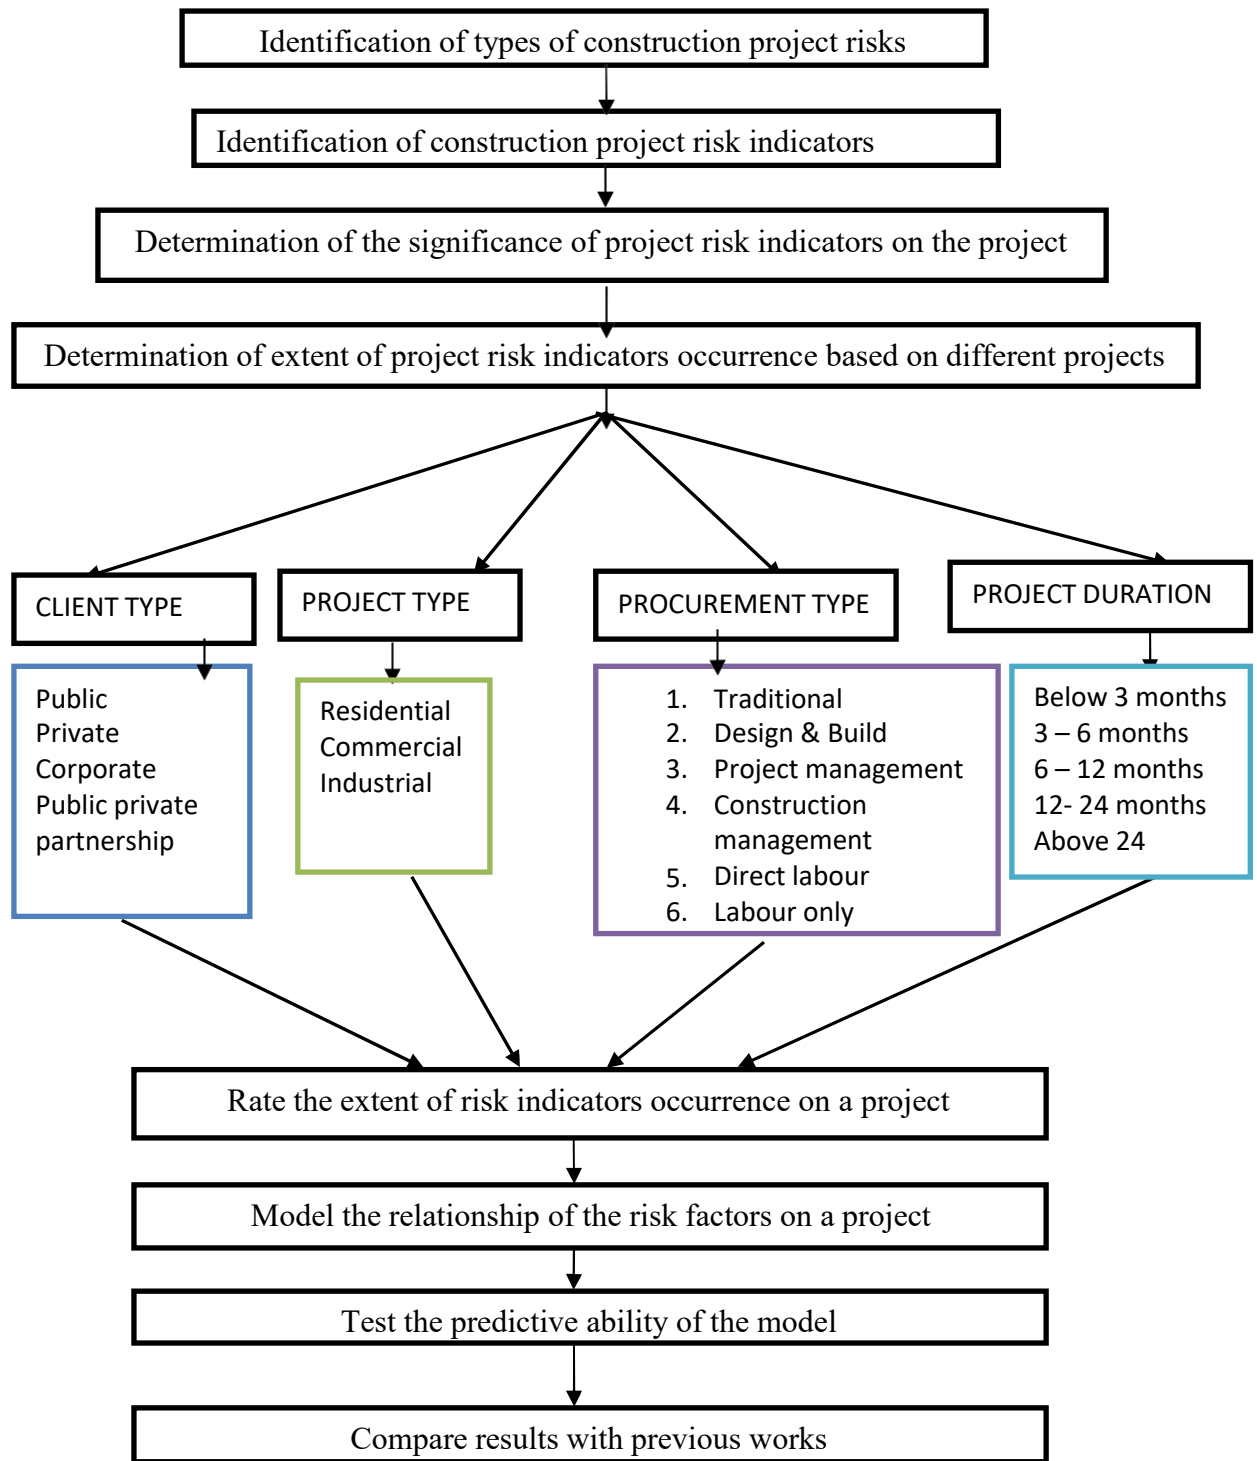 Identification of types of construction project risks
Identification of construction project risk indicators
Determination of the significance of project risk indicators on the project
Determination of extent of project risk indicators occurrence based on different projects
CLIENT TYPE
PROJECT TYPE
PROCUREMENT TYPE
PROJECT DURATION
Public
Private
Corporate
Public private
partnership
Residential
Commercial
Industrial
1. Traditional
2. Design & Build
3. Project management
4. Construction
management
5. Direct labour
6. Labour only
Below 3 months
3 – 6 months
6 – 12 months
12- 24 months
Above 24
Rate the extent of risk indicators occurrence on a project
Model the relationship of the risk factors on a project
Test the predictive ability of the model
Compare results with previous works